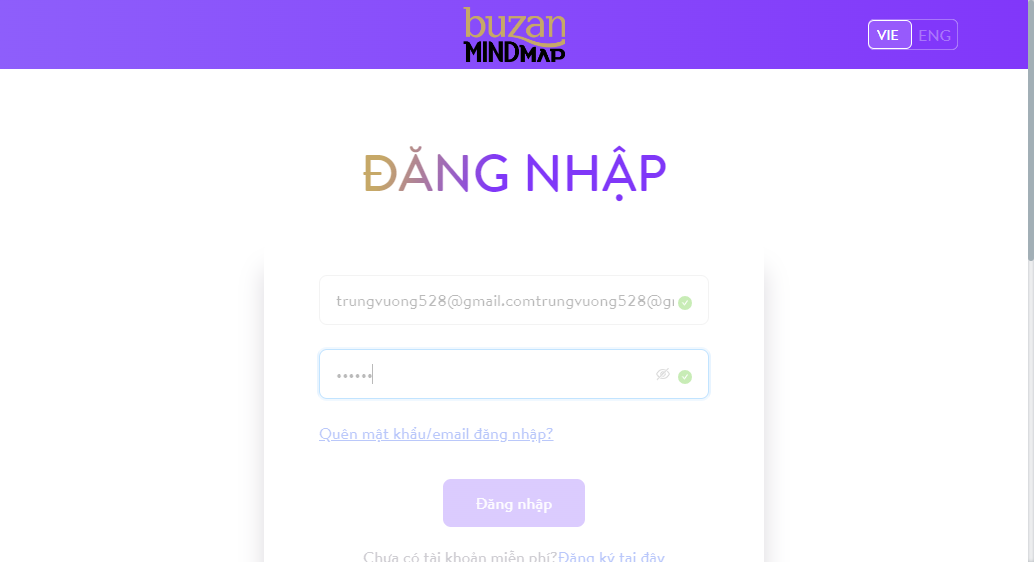 buzan
MINDMAP
VIE ENG
ĐĂNG NHẬP
trungvuong528@gmail.comtrungvuong528@g
••••••
Quên mật khẩu/email đăng nhập?
Đăng nhập
Chưa có tài khoản miễn phí?Đăng ký tại đây